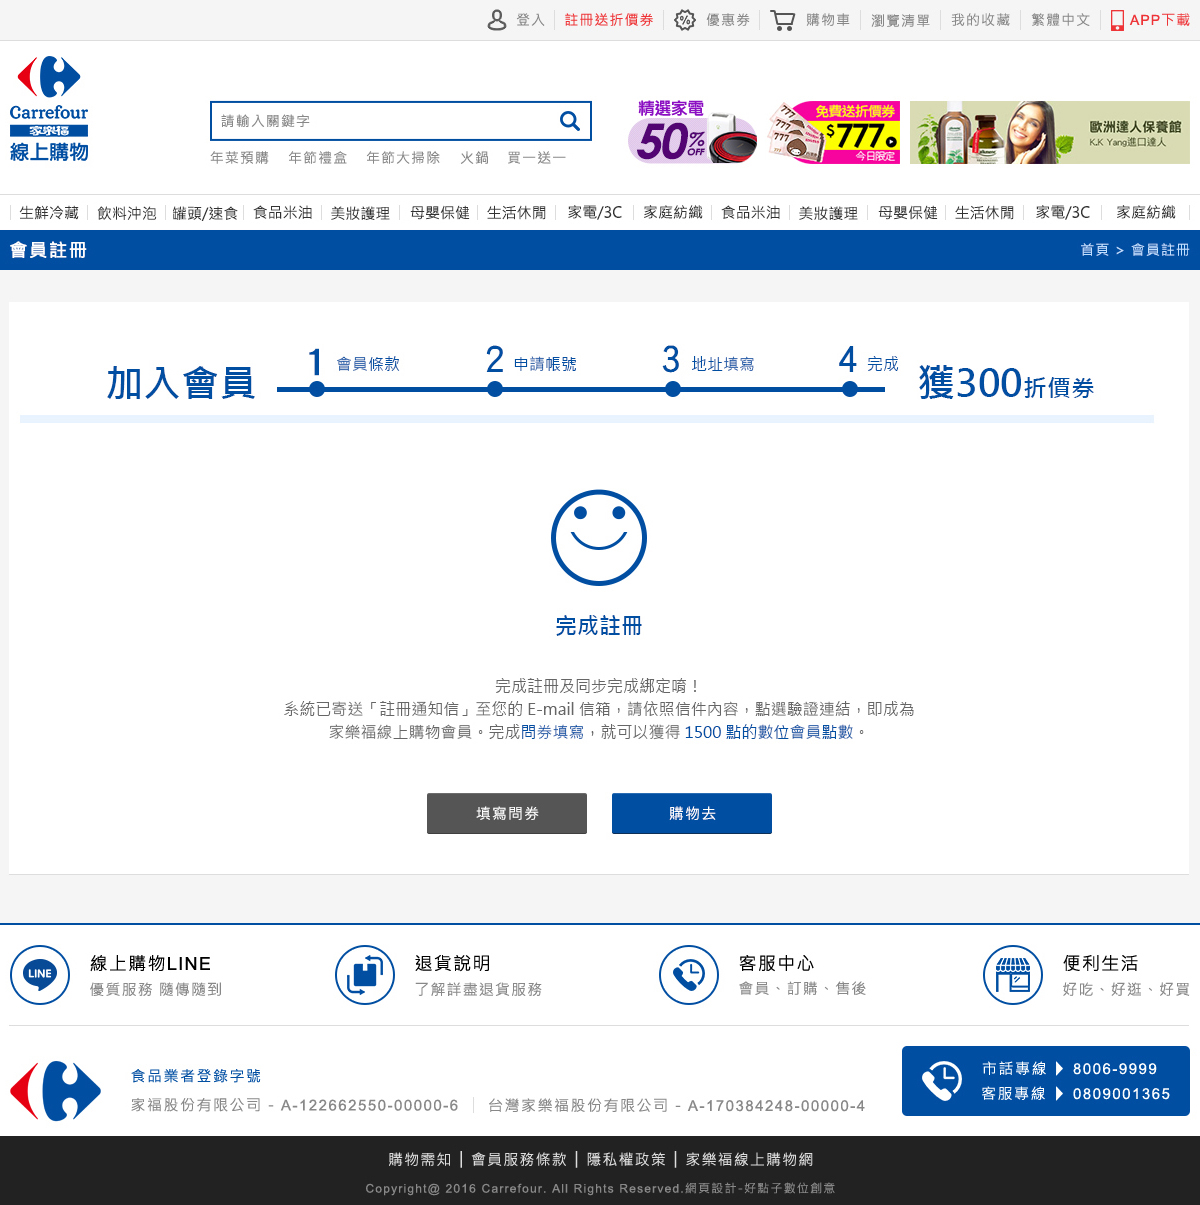 登入 註冊送折價券 優惠券 購物車 瀏覽清單 我的收藏 繁體中文 APP下載
Carrefour
家樂福
線上購物
請輸入關鍵字
年菜預購 年節禮盒 年節大掃除 火鍋 買一送一
精選家電
50% OFF
免費送折價券
$777
今日限定
歐洲達人保養館
K.K Yang進口達人
生鮮冷藏 飲料沖泡 罐頭/速食 食品米油 美妝護理 母嬰保健 生活休閒 家電/3C 家庭紡織 食品米油 美妝護理 母嬰保健 生活休閒 家電/3C 家庭紡織
會員註冊
首頁 > 會員註冊
加入會員 1 會員條款 2 申請帳號 3 地址填寫 4 完成 獲300折價券
完成註冊
完成註冊及同步完成綁定唷！
系統已寄送「註冊通知信」至您的 E-mail 信箱，請依照信件內容，點選驗證連結，即成為
家樂福線上購物會員。完成問券填寫，就可以獲得 1500 點的數位會員點數。
填寫問券 購物去
LINE
線上購物LINE
優質服務 隨傳隨到
退貨說明
了解詳盡退貨服務
客服中心
會員、訂購、售後
便利生活
好吃、好逛、好買
食品業者登錄字號
家福股份有限公司 - A-122662550-00000-6 台灣家樂福股份有限公司 - A-170384248-00000-4
市話專線 8006-9999
客服專線 0809001365
購物需知 | 會員服務條款 | 隱私權政策 | 家樂福線上購物網
Copyright@ 2016 Carrefour. All Rights Reserved.網頁設計-好點子數位創意